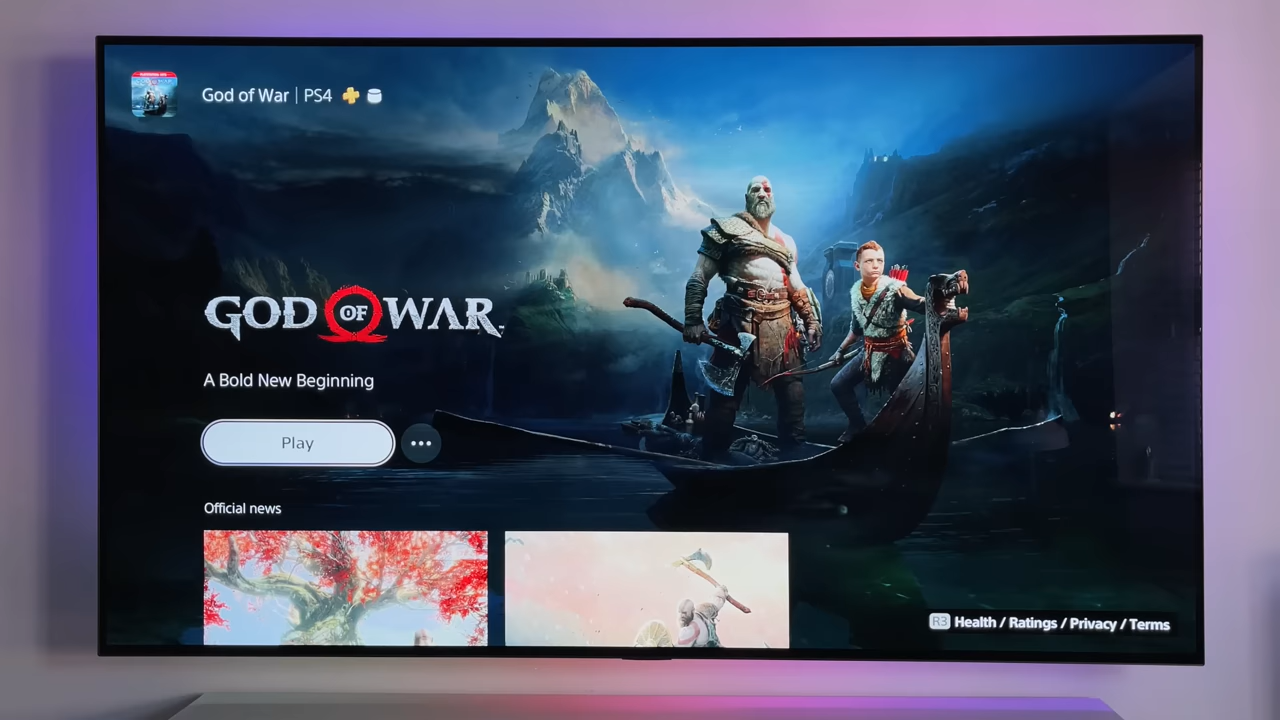 God of War | PS4
GOD OF WAR
A Bold New Beginning
Play
Official news
R3 Health / Ratings / Privacy / Terms